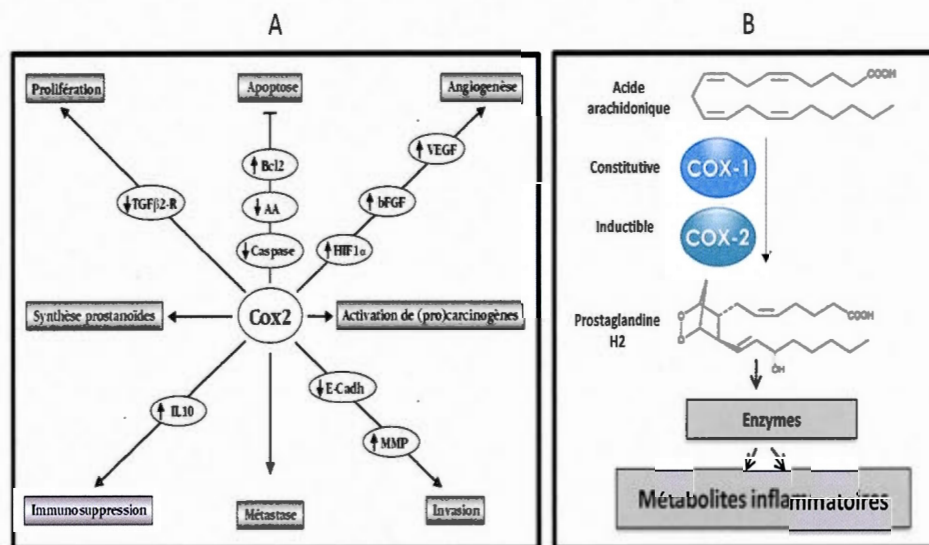 A
Prolifération
Apoptose
Angiogenèse
↑VEGF
↑Bcl2
↑bFGF
↓TGFβ2-R
↓AA
↓Caspase
↑HIF1α
Synthèse prostanoïdes
Cox2
Activation de (pro)carcinogènes
↓E-Cadh
↑ IL10
↑MMP
Immunosuppression
Métastase
Invasion
B
Acide
arachidonique
COOH
Constitutive
COX-1
Inductible
COX-2
Prostaglandine
H2
COOH
O
O
OH
Enzymes
Métabolites inflammatoires